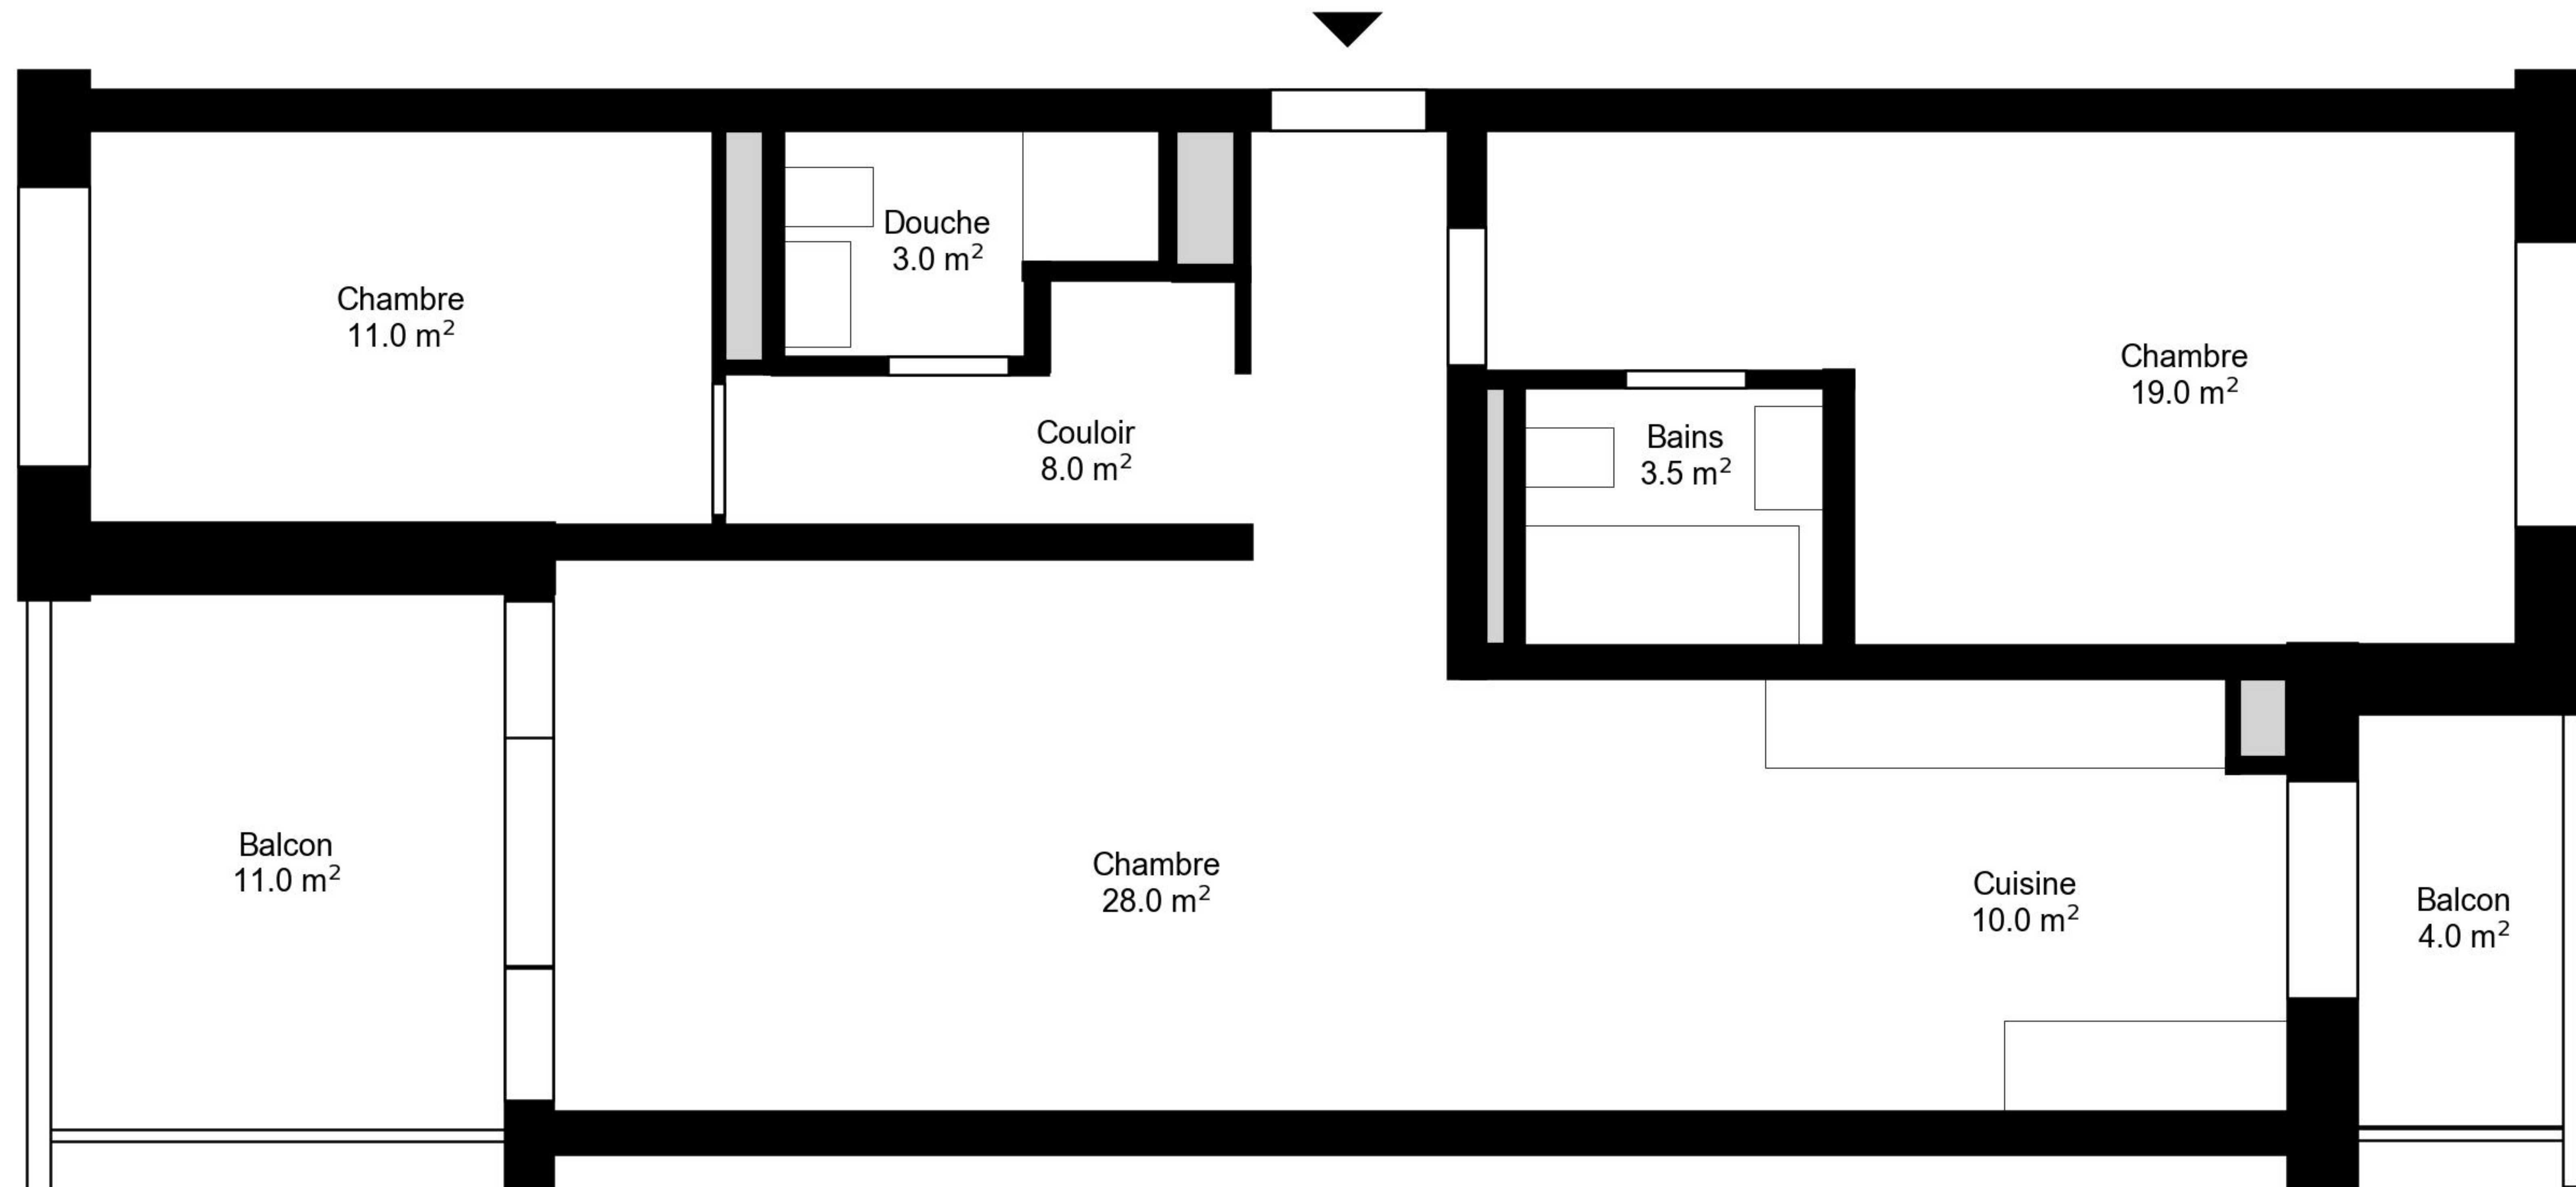 Douche
3.0 m²
Chambre
11.0 m²
Chambre
19.0 m²
Couloir
8.0 m²
Bains
3.5 m²
Balcon
11.0 m²
Chambre
28.0 m²
Cuisine
10.0 m²
Balcon
4.0 m²